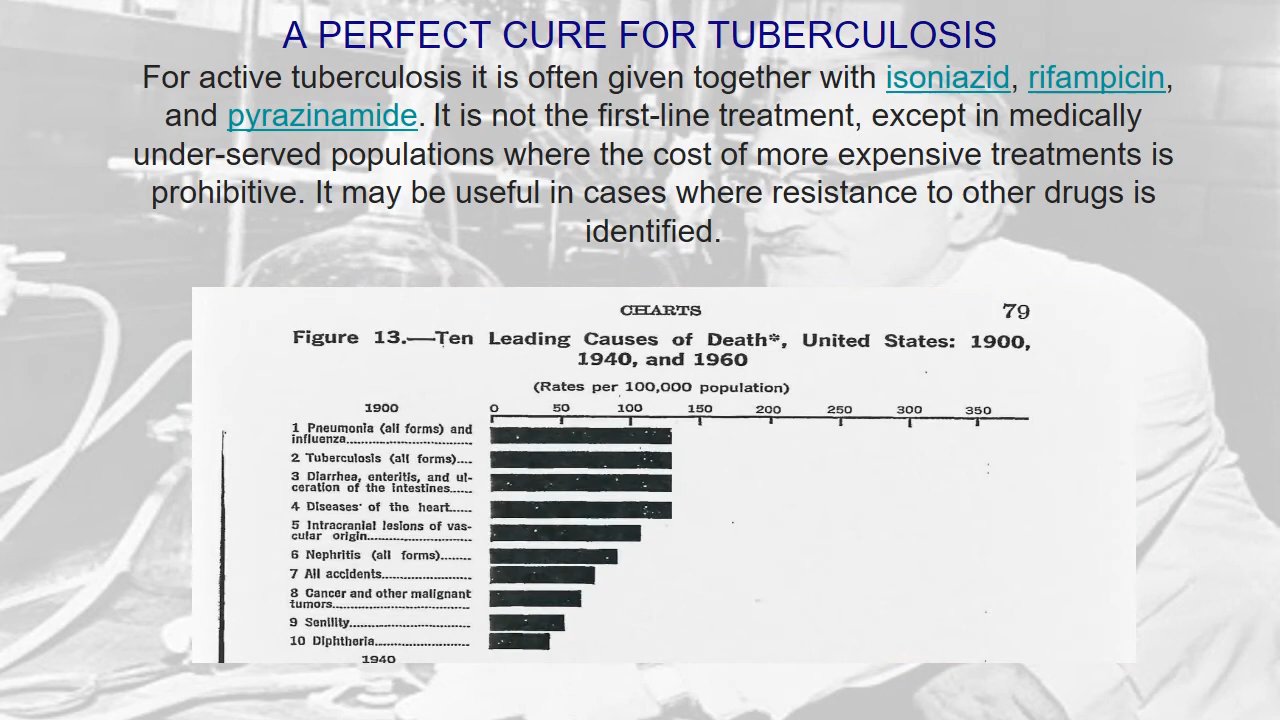 A PERFECT CURE FOR TUBERCULOSIS
For active tuberculosis it is often given together with isoniazid, rifampicin,
and pyrazinamide. It is not the first-line treatment, except in medically
under-served populations where the cost of more expensive treatments is
prohibitive. It may be useful in cases where resistance to other drugs is
identified.
CHARTS 79
Figure 13.—Ten Leading Causes of Death*, United States: 1900,
1940, and 1960
(Rates per 100,000 population)
1900 0 50 100 150 200 250 300 350
1 Pneumonia (all forms) and
influenza
2 Tuberculosis (all forms)....
3 Diarrhea, enteritis, and ul-
ceration of the intestines......
4 Diseases of the heart......
5 Intracranial lesions of vas-
cular origin
6 Nephritis (all forms)........
7 All accidents
8 Cancer and other malignant
tumors
9 Senility
10 Diphtheria
1940